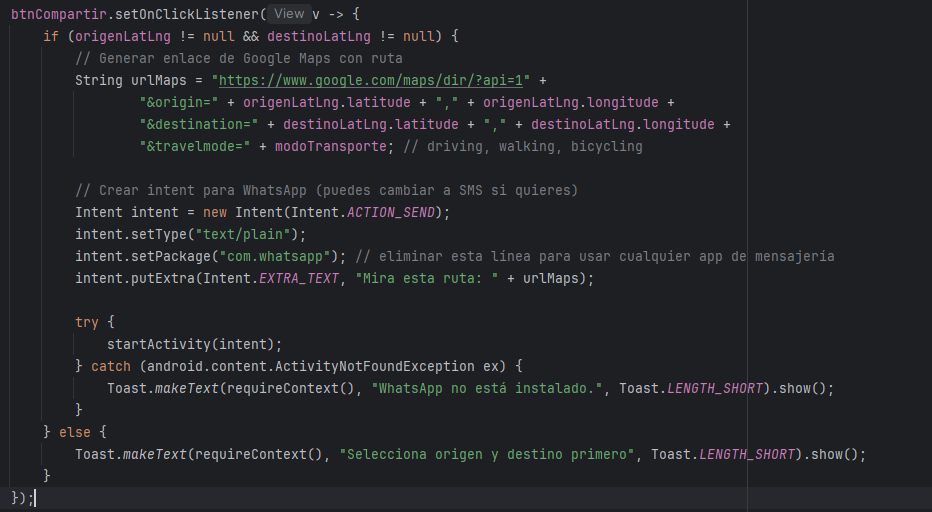 btnCompartir.setOnClickListener( View v -> {
    if (origenLatLng != null && destinoLatLng != null) {
        // Generar enlace de Google Maps con ruta
        String urlMaps = "https://www.google.com/maps/dir/?api=1" +
                "&origin=" + origenLatLng.latitude + "," + origenLatLng.longitude +
                "&destination=" + destinoLatLng.latitude + "," + destinoLatLng.longitude +
                "&travelmode=" + modoTransporte; // driving, walking, bicycling

        // Crear intent para WhatsApp (puedes cambiar a SMS si quieres)
        Intent intent = new Intent(Intent.ACTION_SEND);
        intent.setType("text/plain");
        intent.setPackage("com.whatsapp"); // eliminar esta línea para usar cualquier app de mensajería
        intent.putExtra(Intent.EXTRA_TEXT, "Mira esta ruta: " + urlMaps);

        try {
            startActivity(intent);
        } catch (android.content.ActivityNotFoundException ex) {
            Toast.makeText(requireContext(), "WhatsApp no está instalado.", Toast.LENGTH_SHORT).show();
        }
    } else {
        Toast.makeText(requireContext(), "Selecciona origen y destino primero", Toast.LENGTH_SHORT).show();
    }
});